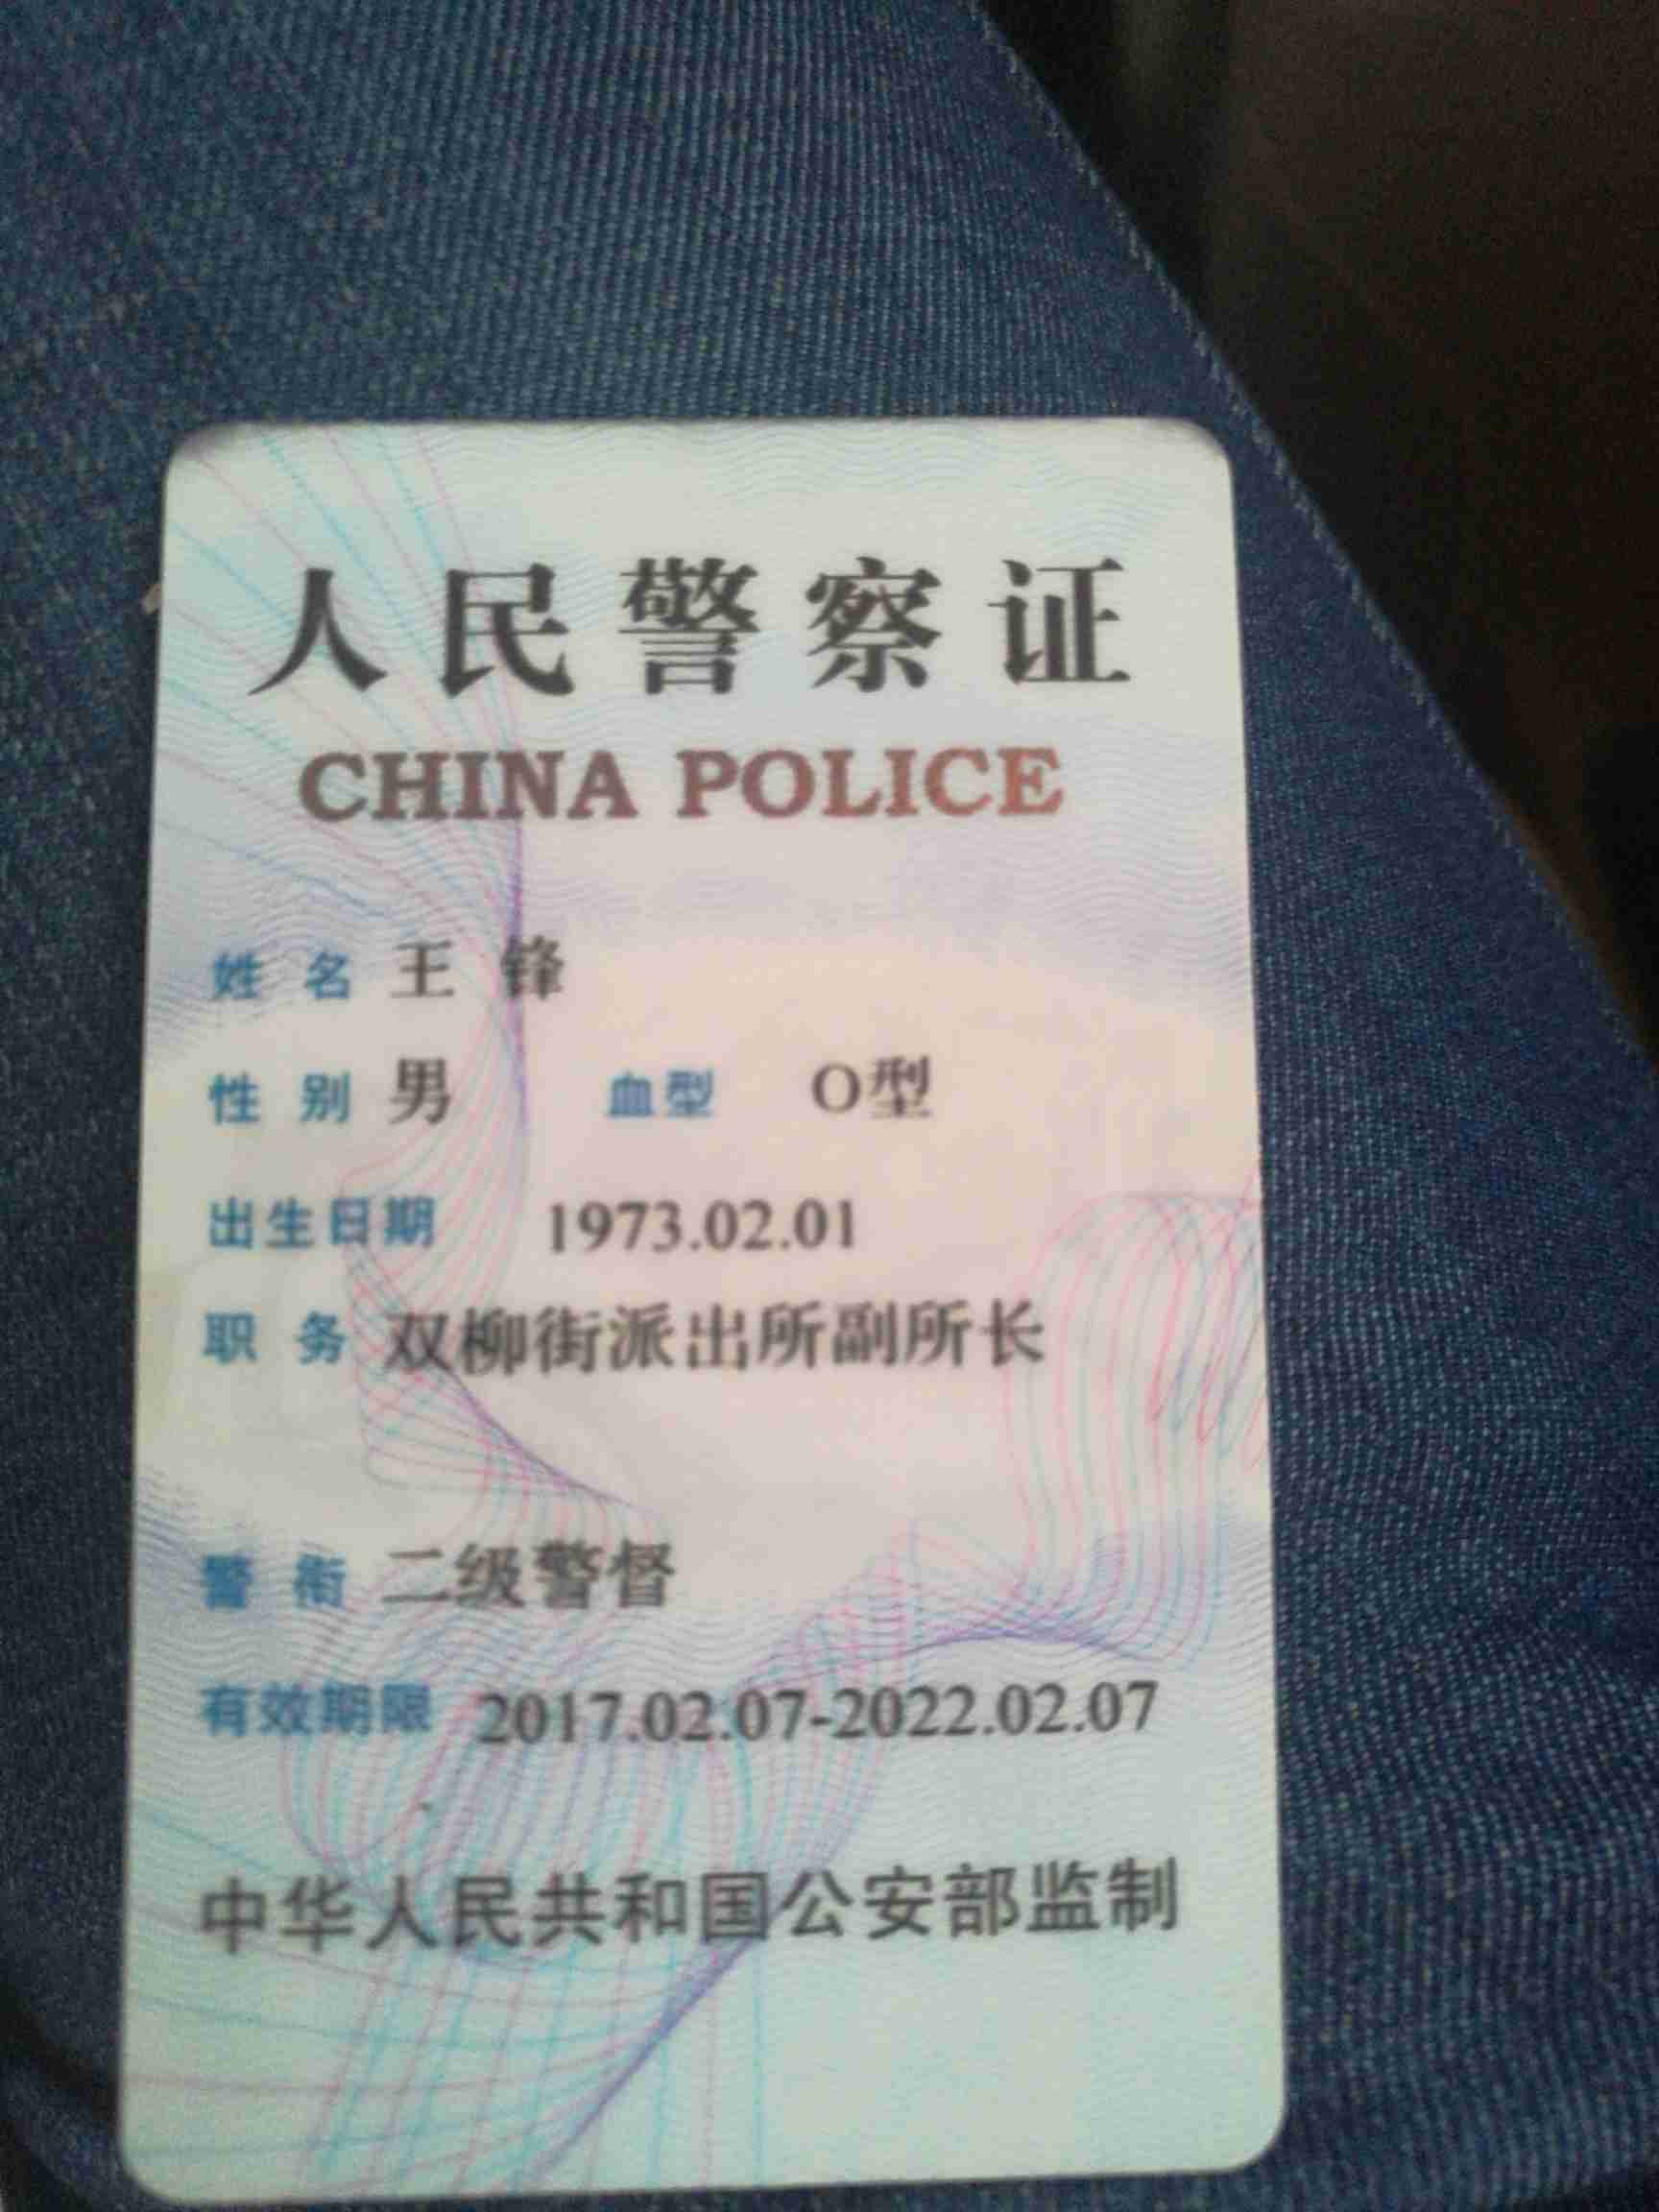 人民警察证
CHINA POLICE
姓名 王锋
性别 男 血型 O型
出生日期 1973.02.01
职务 双柳街派出所副所长
警衔 二级警督
有效期限 2017.02.07-2022.02.07
中华人民共和国公安部监制